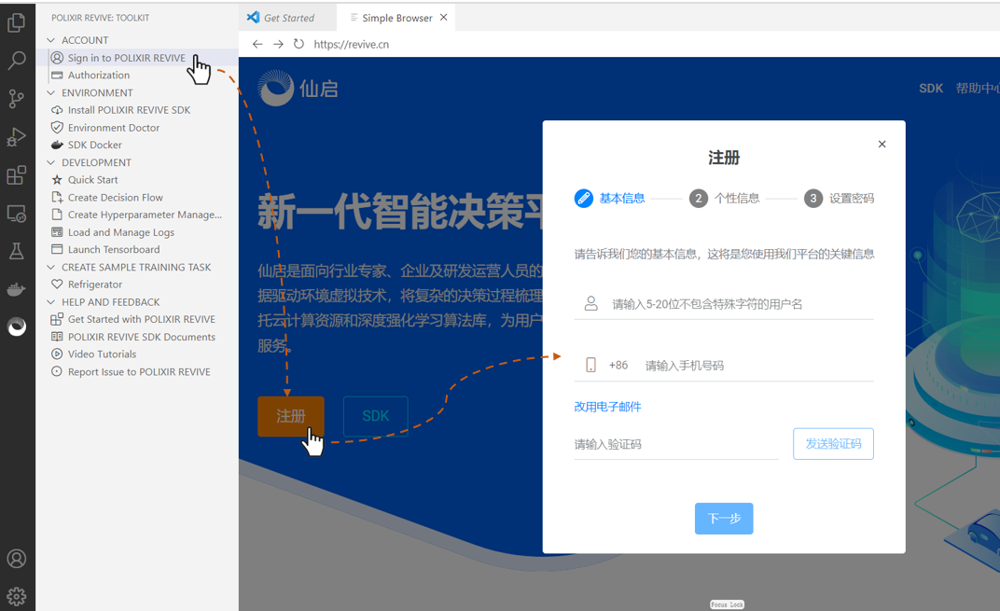 POLIXIR REVIVE: TOOLKIT
ACCOUNT
Sign in to POLIXIR REVIVE
Authorization
ENVIRONMENT
Install POLIXIR REVIVE SDK
Environment Doctor
SDK Docker
DEVELOPMENT
Quick Start
Create Decision Flow
Create Hyperparameter Manage...
Load and Manage Logs
Launch Tensorboard
CREATE SAMPLE TRAINING TASK
Refrigerator
HELP AND FEEDBACK
Get Started with POLIXIR REVIVE
POLIXIR REVIVE SDK Documents
Video Tutorials
Report Issue to POLIXIR REVIVE
Get Started
Simple Browser
https://revive.cn
仙启
SDK 帮助中心
新一代智能决策平
仙启是面向行业专家、企业及研发运营人员的
据驱动环境虚拟技术，将复杂的决策过程梳理
托云计算资源和深度强化学习算法库，为用户
服务。
注册
SDK
注册
基本信息
2 个性信息
3 设置密码
请告诉我们您的基本信息，这将是您使用我们平台的关键信息
请输入5-20位不包含特殊字符的用户名
+86 请输入手机号码
改用电子邮件
请输入验证码
发送验证码
下一步
Focus Lock